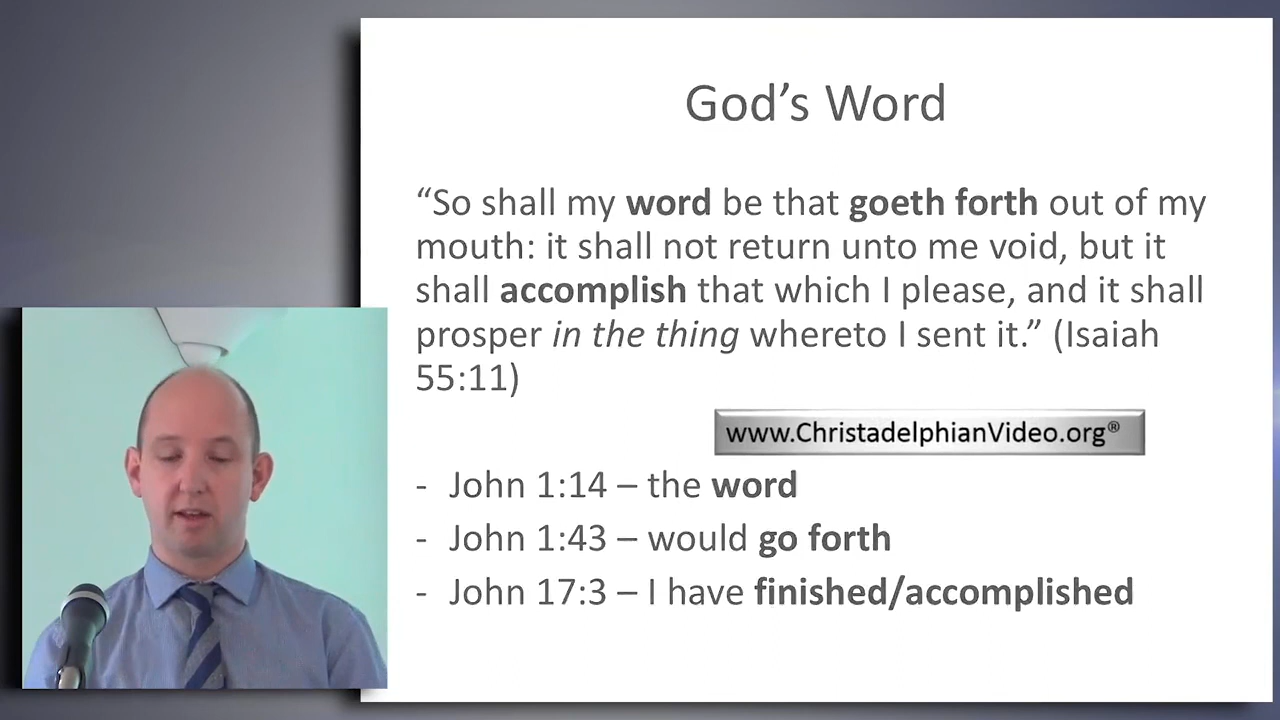 God’s Word
“So shall my word be that goeth forth out of my
mouth: it shall not return unto me void, but it
shall accomplish that which I please, and it shall
prosper in the thing whereto I sent it.” (Isaiah
55:11)
www.ChristadelphianVideo.org®
- John 1:14 – the word
- John 1:43 – would go forth
- John 17:3 – I have finished/accomplished